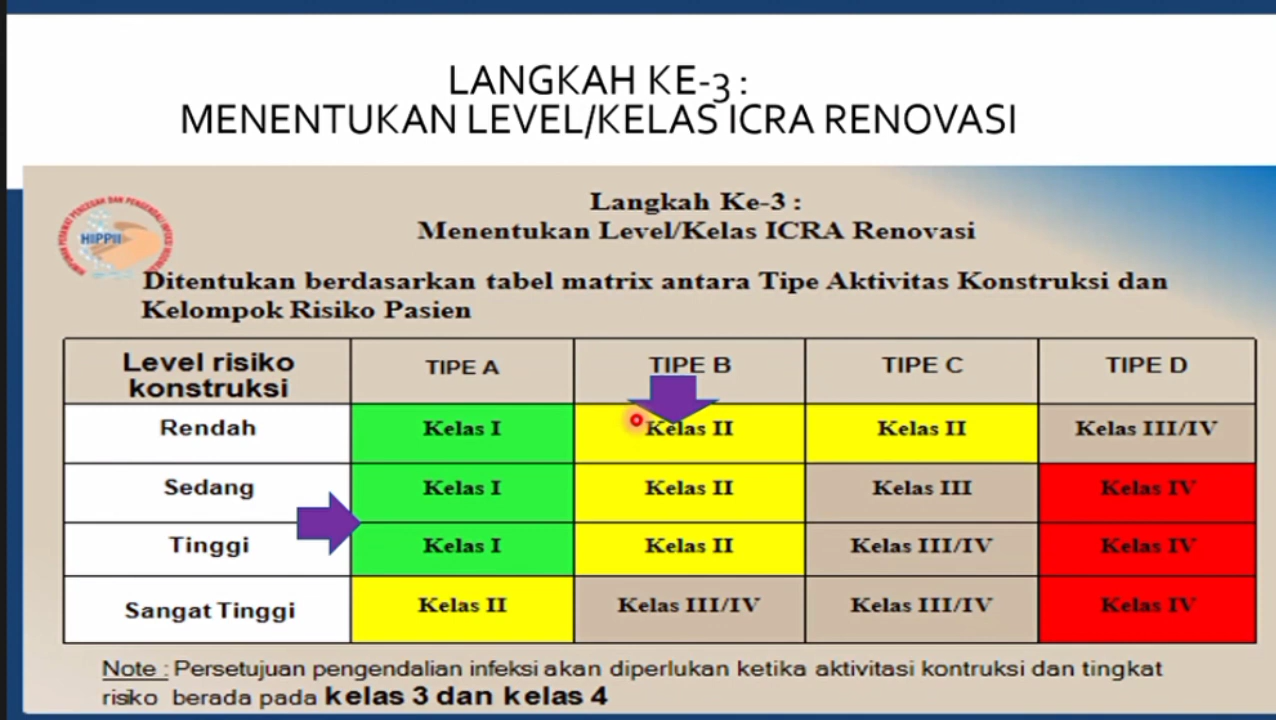 LANGKAH KE-3 :
MENENTUKAN LEVEL/KELAS ICRA RENOVASI
HIPPII
Langkah Ke-3 :
Menentukan Level/Kelas ICRA Renovasi
Ditentukan berdasarkan tabel matrix antara Tipe Aktivitas Konstruksi dan
Kelompok Risiko Pasien
Level risiko konstruksi TIPE A TIPE B TIPE C TIPE D
Rendah Kelas I Kelas II Kelas II Kelas III/IV
Sedang Kelas I Kelas II Kelas III Kelas IV
Tinggi Kelas I Kelas II Kelas III/IV Kelas IV
Sangat Tinggi Kelas II Kelas III/IV Kelas III/IV Kelas IV
Note : Persetujuan pengendalian infeksi akan diperlukan ketika aktivitasi kontruksi dan tingkat
risiko berada pada kelas 3 dan kelas 4